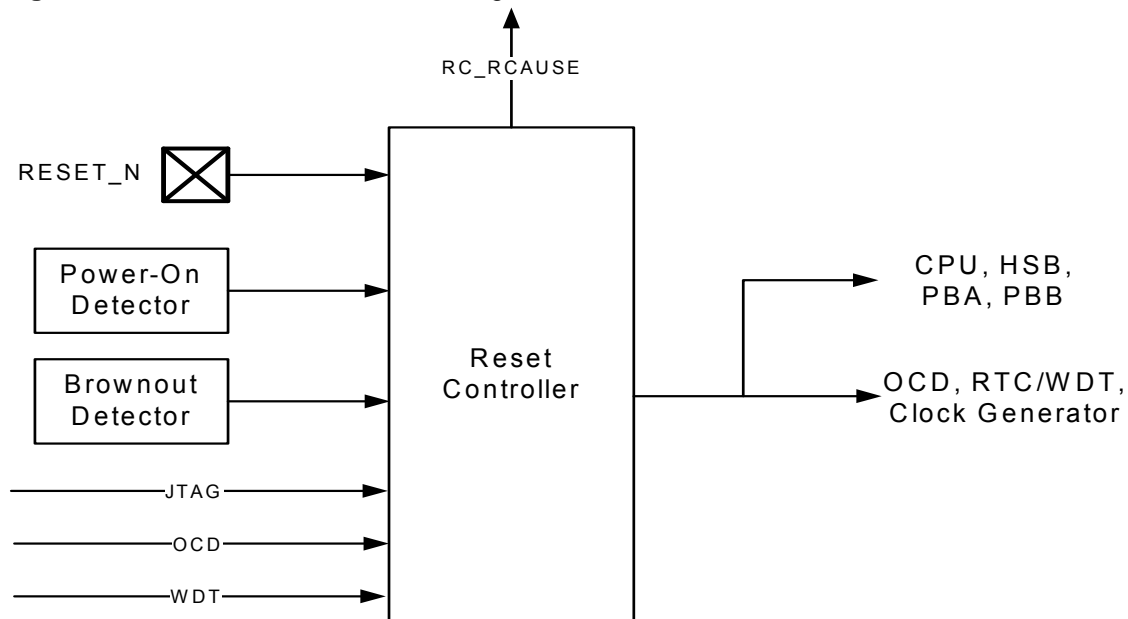 RC_RCAUSE
RESET_N
Power-On
Detector
Brownout
Detector
Reset
Controller
CPU, HSB,
PBA, PBB
OCD, RTC/WDT,
Clock Generator
JTAG
OCD
WDT